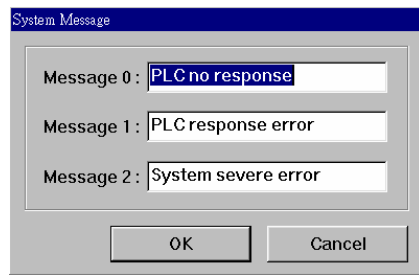 System Message
Message 0 : PLC no response
Message 1 : PLC response error
Message 2 : System severe error
OK Cancel